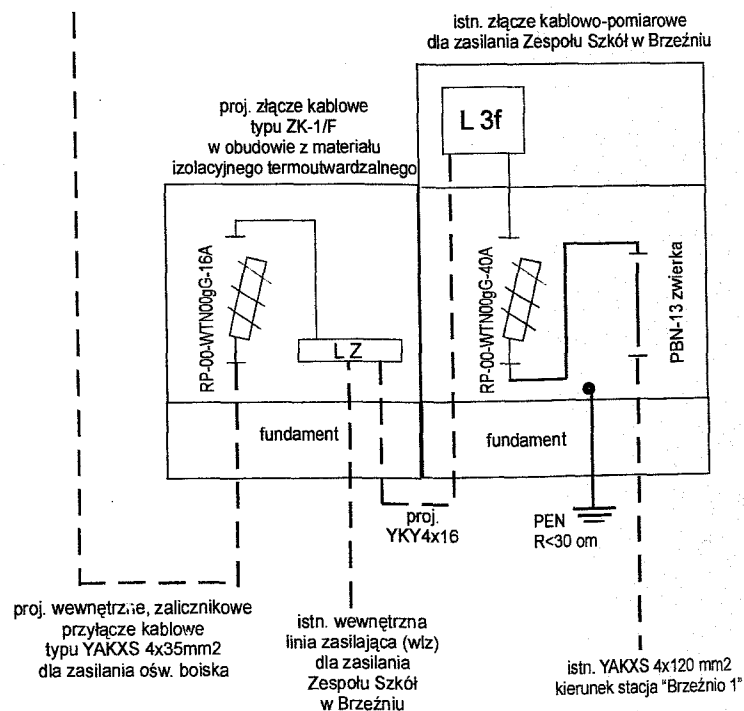 istn. złącze kablowo-pomiarowe
dla zasilania Zespołu Szkół w Brzeźniu
proj. złącze kablowe
typu ZK-1/F
w obudowie z materiału
izolacyjnego termoutwardzalnego
L 3f
RP-00-WTN00gG-16A
L Z
RP-00-WTN00gG-40A
PBN-13 zwierka
fundament
fundament
proj.
YKY4x16
PEN
R<30 om
proj. wewnętrzne, zalicznikowe
przyłącze kablowe
typu YAKXS 4x35mm2
dla zasilania ośw. boiska
istn. wewnętrzna
linia zasilająca (wlz)
dla zasilania
Zespołu Szkół
w Brzeźniu
istn. YAKXS 4x120 mm2
kierunek stacja "Brzeźnio 1"